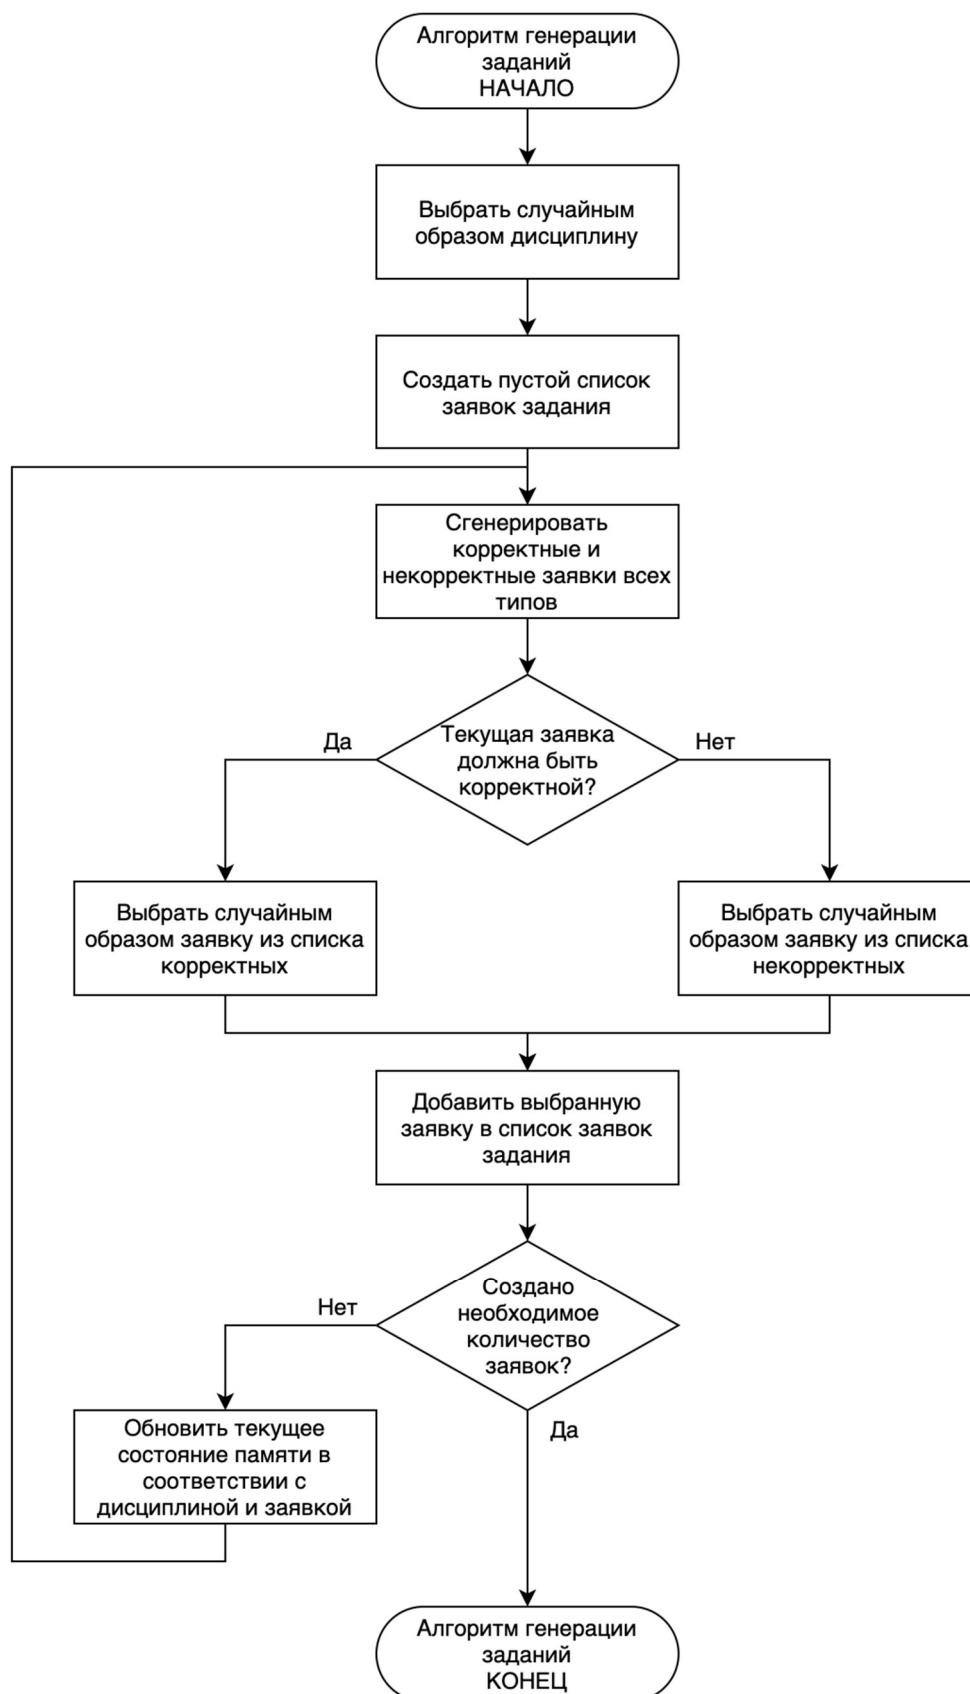 Алгоритм генерации
заданий
НАЧАЛО
Выбрать случайным
образом дисциплину
Создать пустой список
заявок задания
Сгенерировать
корректные и
некорректные заявки всех
типов
Текущая заявка
должна быть
корректной?
Да
Нет
Выбрать случайным
образом заявку из списка
корректных
Выбрать случайным
образом заявку из списка
некорректных
Добавить выбранную
заявку в список заявок
задания
Создано
необходимое
количество
заявок?
Нет
Да
Обновить текущее
состояние памяти в
соответствии с
дисциплиной и заявкой
Алгоритм генерации
заданий
КОНЕЦ